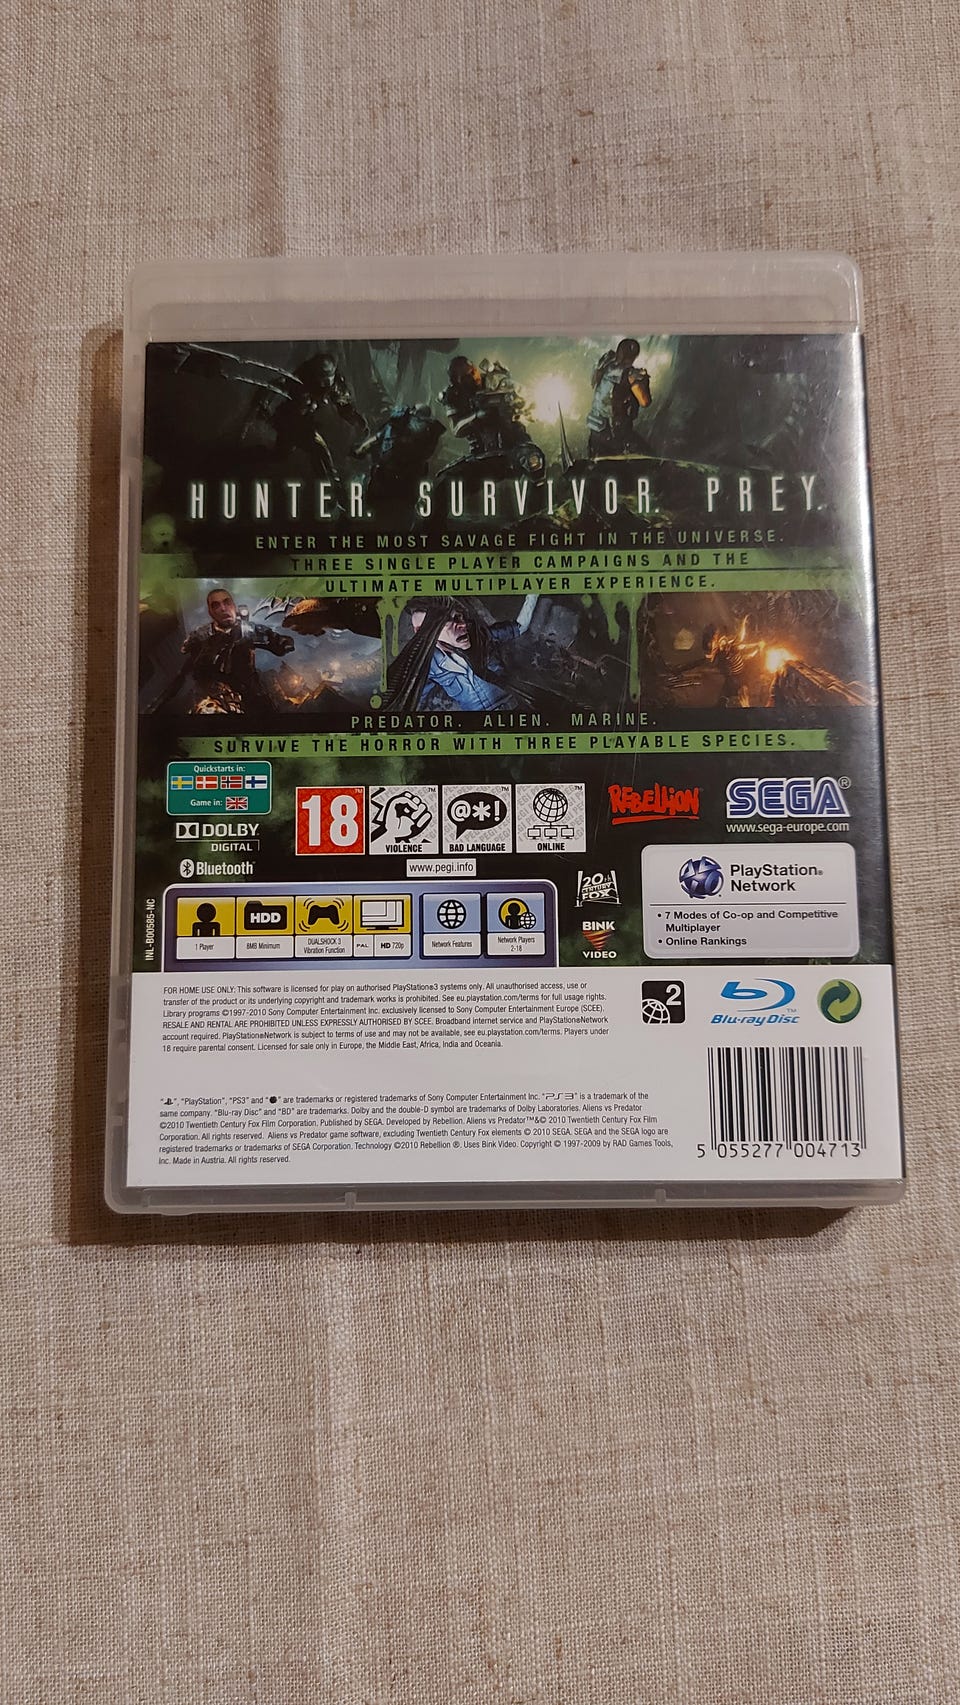 HUNTER. SURVIVOR. PREY.
ENTER THE MOST SAVAGE FIGHT IN THE UNIVERSE.
THREE SINGLE PLAYER CAMPAIGNS AND THE
ULTIMATE MULTIPLAYER EXPERIENCE.
PREDATOR. ALIEN. MARINE.
SURVIVE THE HORROR WITH THREE PLAYABLE SPECIES.
Quickstarts in:
Game in:
DOLBY
DIGITAL
Bluetooth®
18
VIOLENCE
@*!
BAD LANGUAGE
ONLINE
www.pegi.info
REBELLION
SEGA®
www.sega-europe.com
INL-B00585-NC
1 Player
HDD
8MB Minimum
DUALSHOCK 3
Vibration Function
PAL
HD 720p
Network Features
Network Players
2-18
20th
CENTURY
FOX
BINK
VIDEO
PlayStation®
Network
• 7 Modes of Co-op and Competitive
Multiplayer
• Online Rankings
FOR HOME USE ONLY: This software is licensed for play on authorised PlayStation®3 systems only. All unauthorised access, use or
transfer of the product or its underlying copyright and trademark works is prohibited. See eu.playstation.com/terms for full usage rights.
Library programs ©1997-2010 Sony Computer Entertainment Inc. exclusively licensed to Sony Computer Entertainment Europe (SCEE).
RESALE AND RENTAL ARE PROHIBITED UNLESS EXPRESSLY AUTHORISED BY SCEE. Broadband internet service and PlayStation®Network
account required. PlayStation®Network is subject to terms of use and may not be available, see eu.playstation.com/terms. Players under
18 require parental consent. Licensed for sale only in Europe, the Middle East, Africa, India and Oceania.
2
Blu-ray Disc™
"", "PlayStation", "PS3" and "" are trademarks or registered trademarks of Sony Computer Entertainment Inc. "PS3" is a trademark of the
same company. "Blu-ray Disc" and "BD" are trademarks. Dolby and the double-D symbol are trademarks of Dolby Laboratories. Aliens vs Predator
©2010 Twentieth Century Fox Film Corporation. Published by SEGA. Developed by Rebellion. Aliens vs Predator™&© 2010 Twentieth Century Fox Film
Corporation. All rights reserved. Aliens vs Predator game software, excluding Twentieth Century Fox elements © 2010 SEGA. SEGA and the SEGA logo are
registered trademarks or trademarks of SEGA Corporation. Technology ©2010 Rebellion ®. Uses Bink Video. Copyright © 1997-2009 by RAD Games Tools,
Inc. Made in Austria. All rights reserved.
5 055277 004713